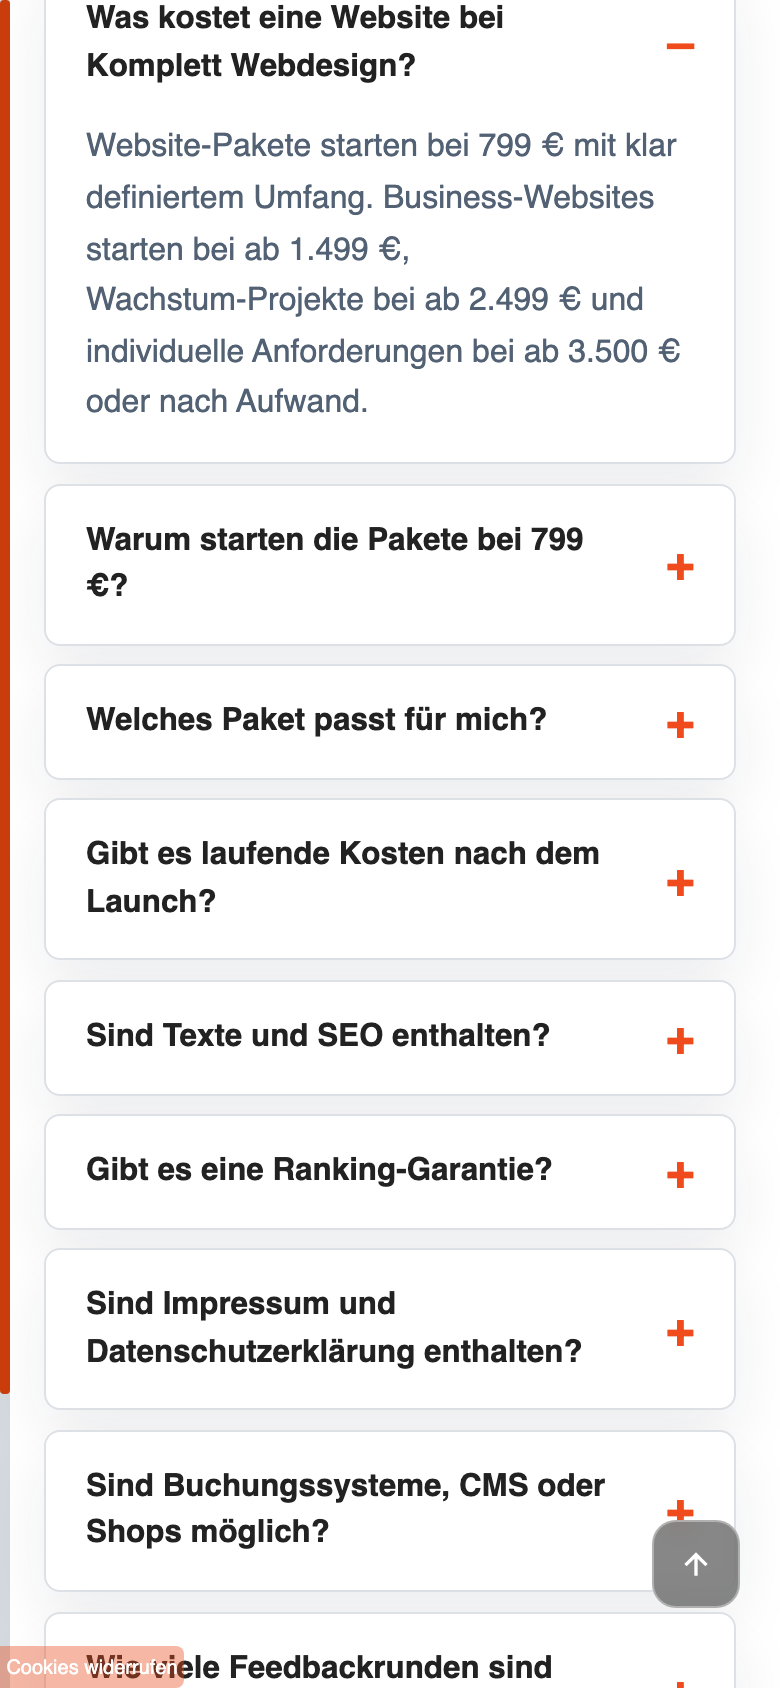 Was kostet eine Website bei
Komplett Webdesign?
Website-Pakete starten bei 799 € mit klar
definiertem Umfang. Business-Websites
starten bei ab 1.499 €,
Wachstum-Projekte bei ab 2.499 € und
individuelle Anforderungen bei ab 3.500 €
oder nach Aufwand.
Warum starten die Pakete bei 799
€?
Welches Paket passt für mich?
Gibt es laufende Kosten nach dem
Launch?
Sind Texte und SEO enthalten?
Gibt es eine Ranking-Garantie?
Sind Impressum und
Datenschutzerklärung enthalten?
Sind Buchungssysteme, CMS oder
Shops möglich?
Wie viele Feedbackrunden sind
Cookies widerrufen